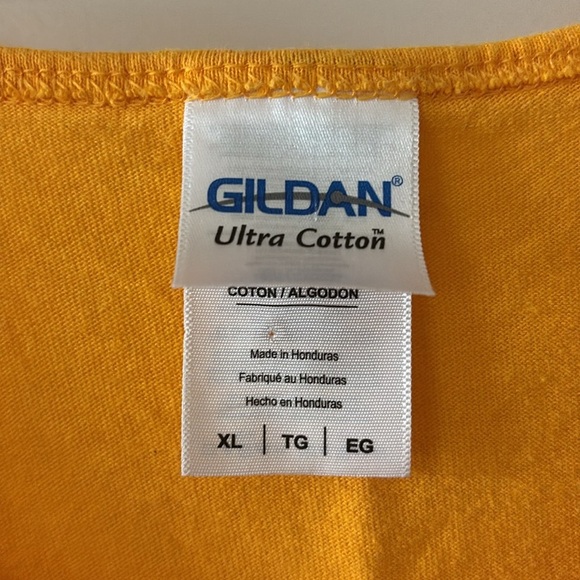 GILDAN®
Ultra Cotton™
COTON / ALGODON
Made in Honduras
Fabriqué au Honduras
Hecho en Honduras
XL | TG | EG